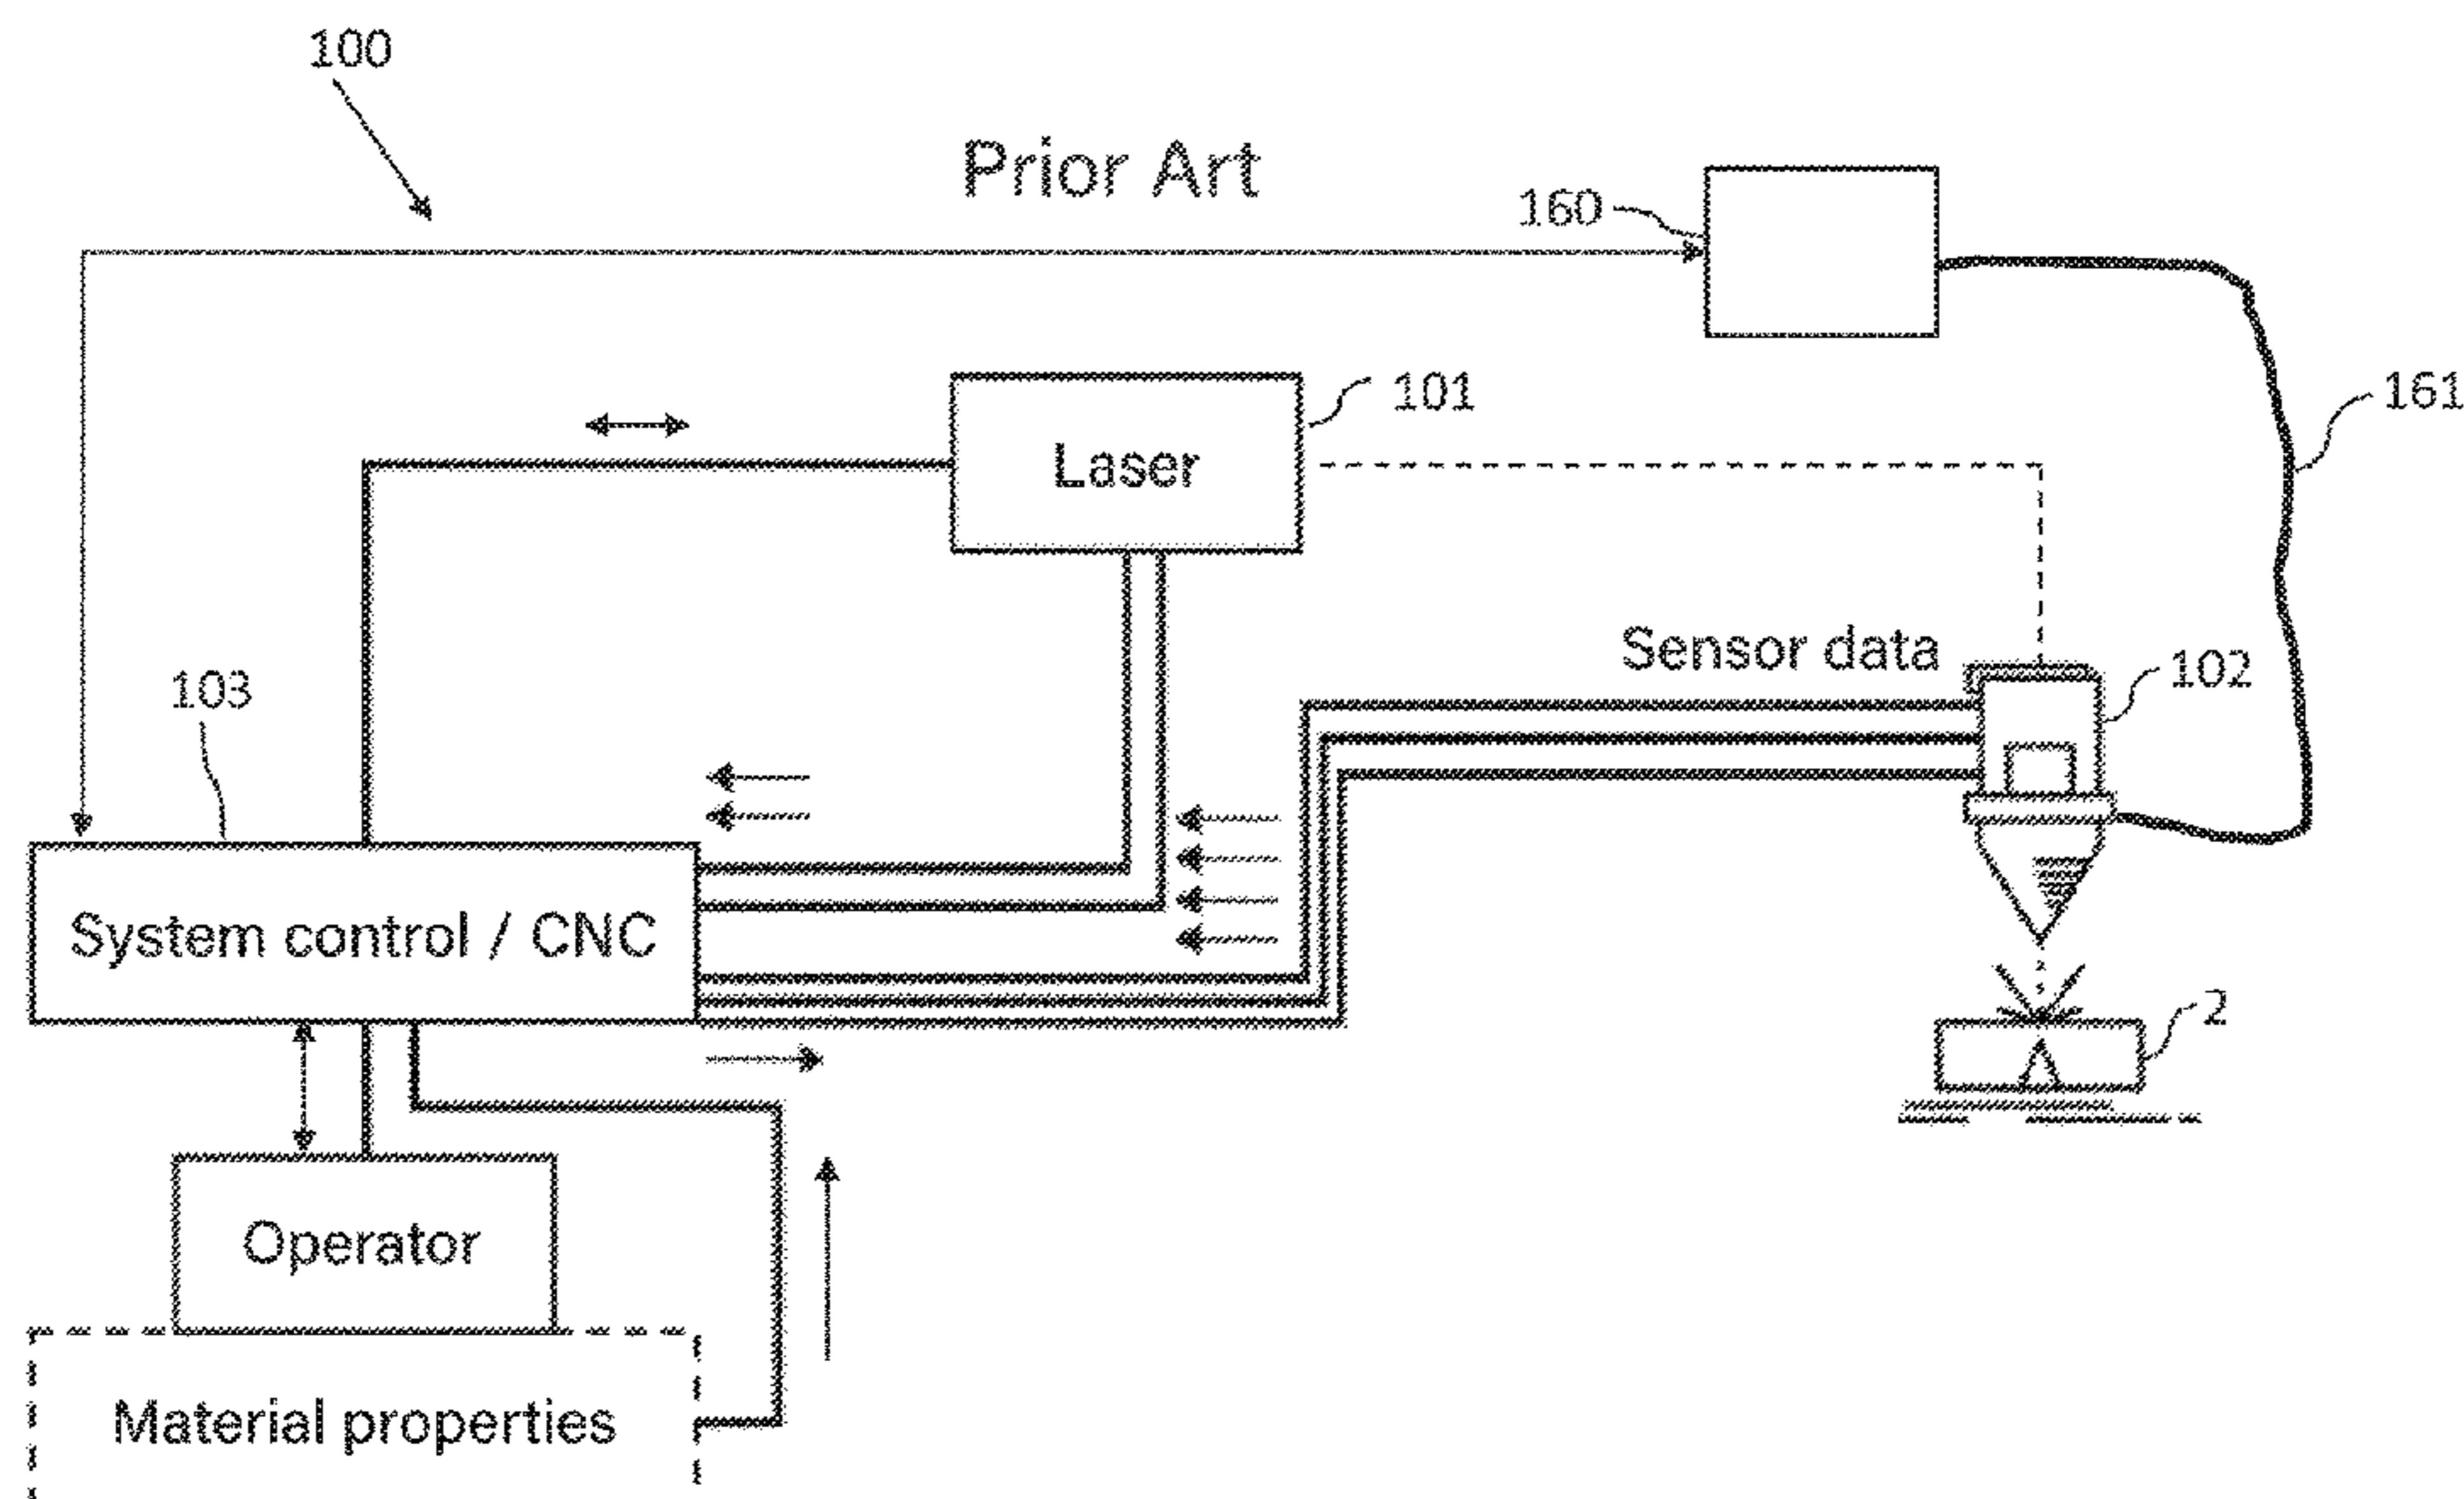 100
Prior Art
160
101
161
Laser
Sensor data
102
103
System control / CNC
2
Operator
Material properties